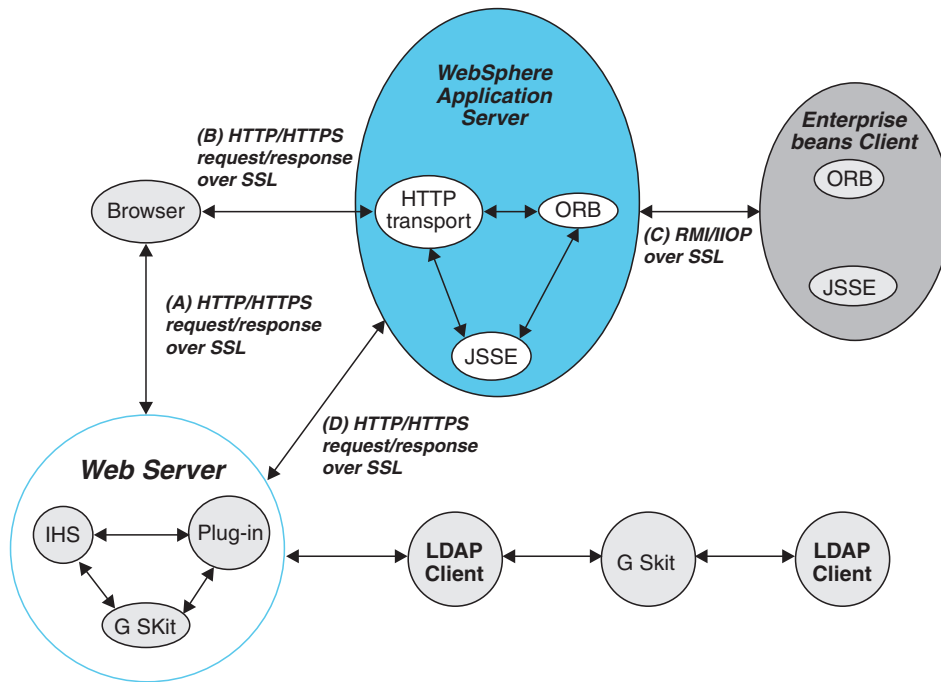 WebSphere
Application
Server
Enterprise
beans Client
(B) HTTP/HTTPS
request/response
over SSL
Browser
HTTP
transport
ORB
ORB
(C) RMI/IIOP
over SSL
JSSE
(A) HTTP/HTTPS
request/response
over SSL
JSSE
(D) HTTP/HTTPS
request/response
over SSL
Web Server
IHS
Plug-in
G SKit
LDAP
Client
G Skit
LDAP
Client